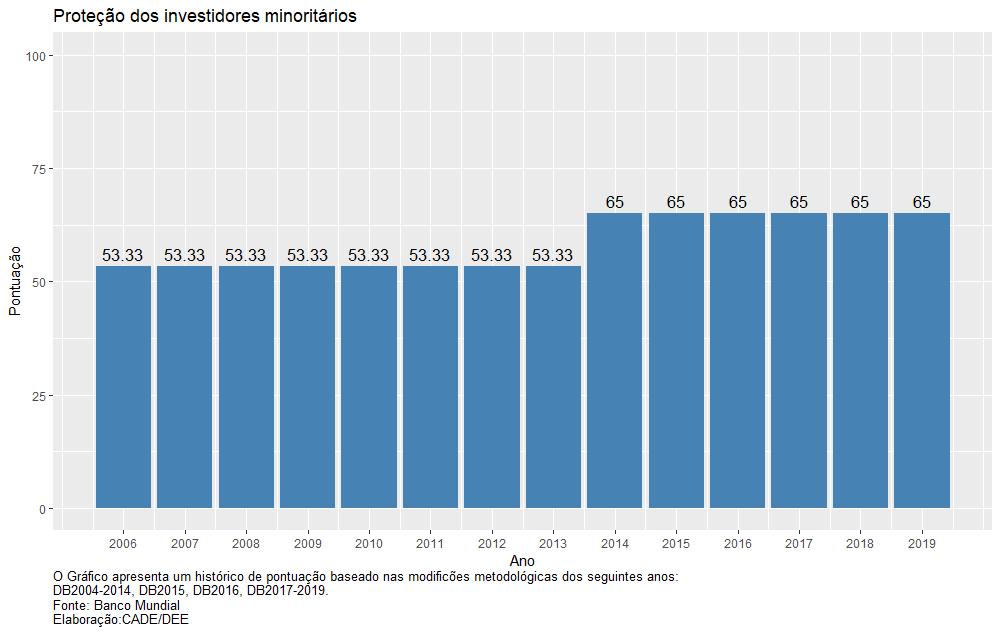 Proteção dos investidores minoritários
100
75
50
25
0
Pontuação
53.33 53.33 53.33 53.33 53.33 53.33 53.33 53.33 65 65 65 65 65 65
2006 2007 2008 2009 2010 2011 2012 2013 2014 2015 2016 2017 2018 2019
Ano
O Gráfico apresenta um histórico de pontuação baseado nas modificões metodológicas dos seguintes anos:
DB2004-2014, DB2015, DB2016, DB2017-2019.
Fonte: Banco Mundial
Elaboração:CADE/DEE